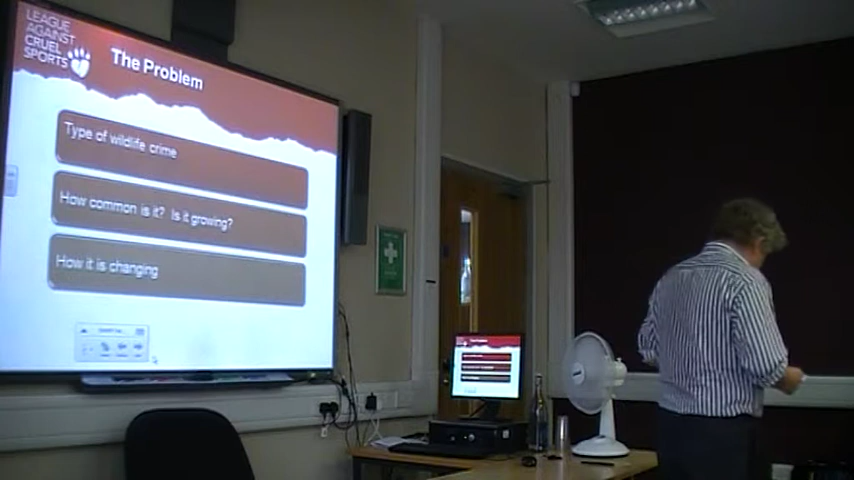 LEAGUE
AGAINST
CRUEL
SPORTS
The Problem
Type of wildlife crime
How common is it? Is it growing?
How it is changing